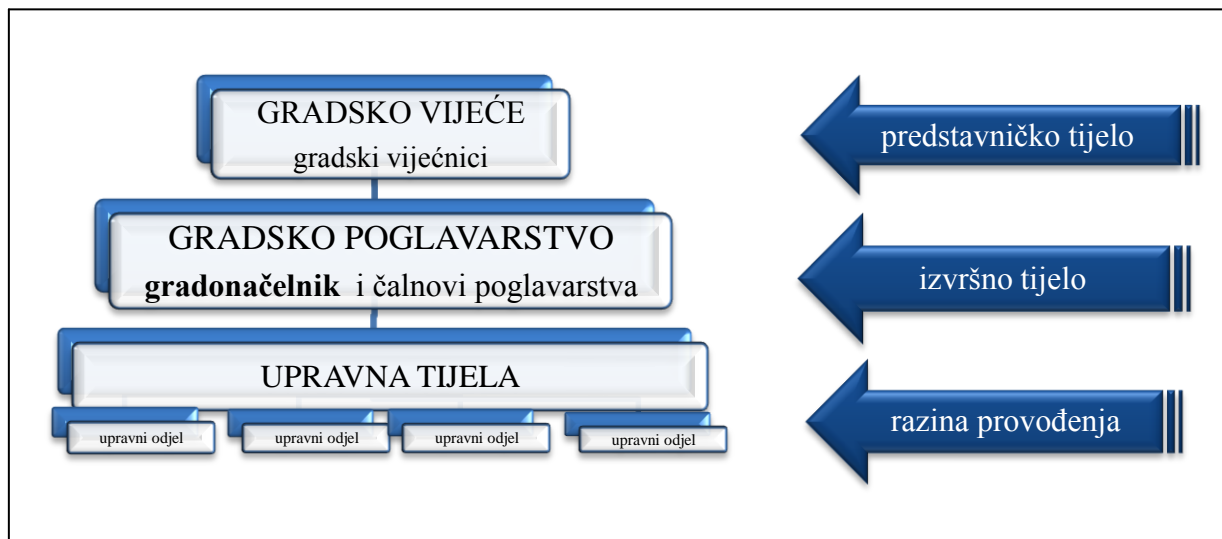 GRADSKO VIJEĆE
gradski vijećnici
predstavničko tijelo
GRADSKO POGLAVARSTVO
gradonačelnik i čalnovi poglavarstva
izvršno tijelo
UPRAVNA TIJELA
upravni odjel
upravni odjel
upravni odjel
upravni odjel
razina provođenja